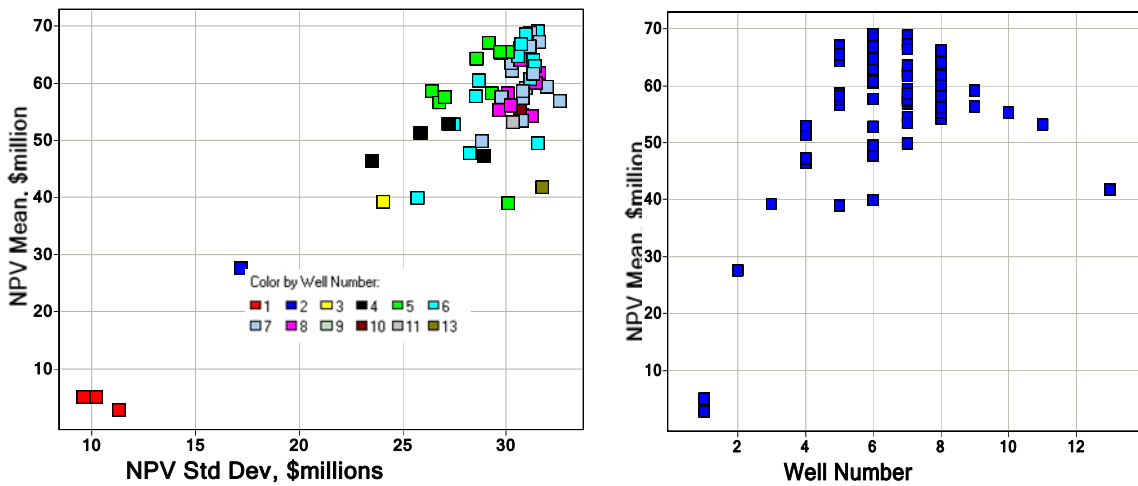 70
60
50
40
30
20
10
NPV Mean, $million
Color by Well Number:
1 2 3 4 5 6
7 8 9 10 11 13
10 15 20 25 30
NPV Std Dev, $millions
70
60
50
40
30
20
10
NPV Mean, $million
2 4 6 8 10 12
Well Number